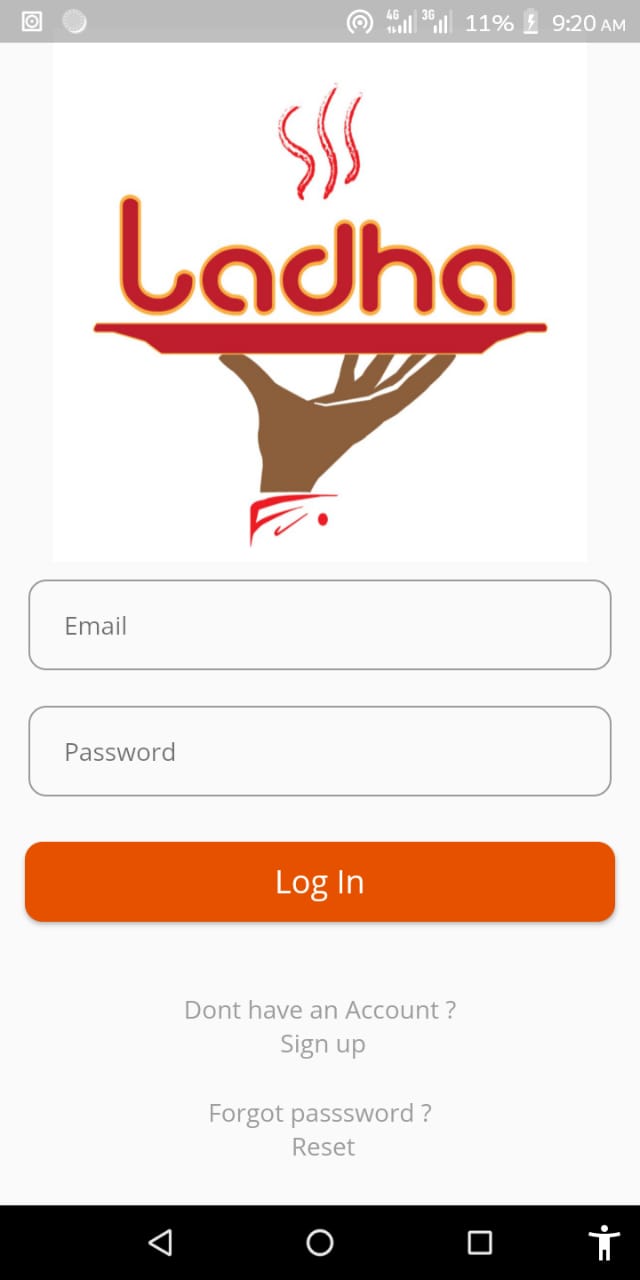 4G 3G 11% 9:20 AM
Ladha
Email
Password
Log In
Dont have an Account ?
Sign up
Forgot passsword ?
Reset